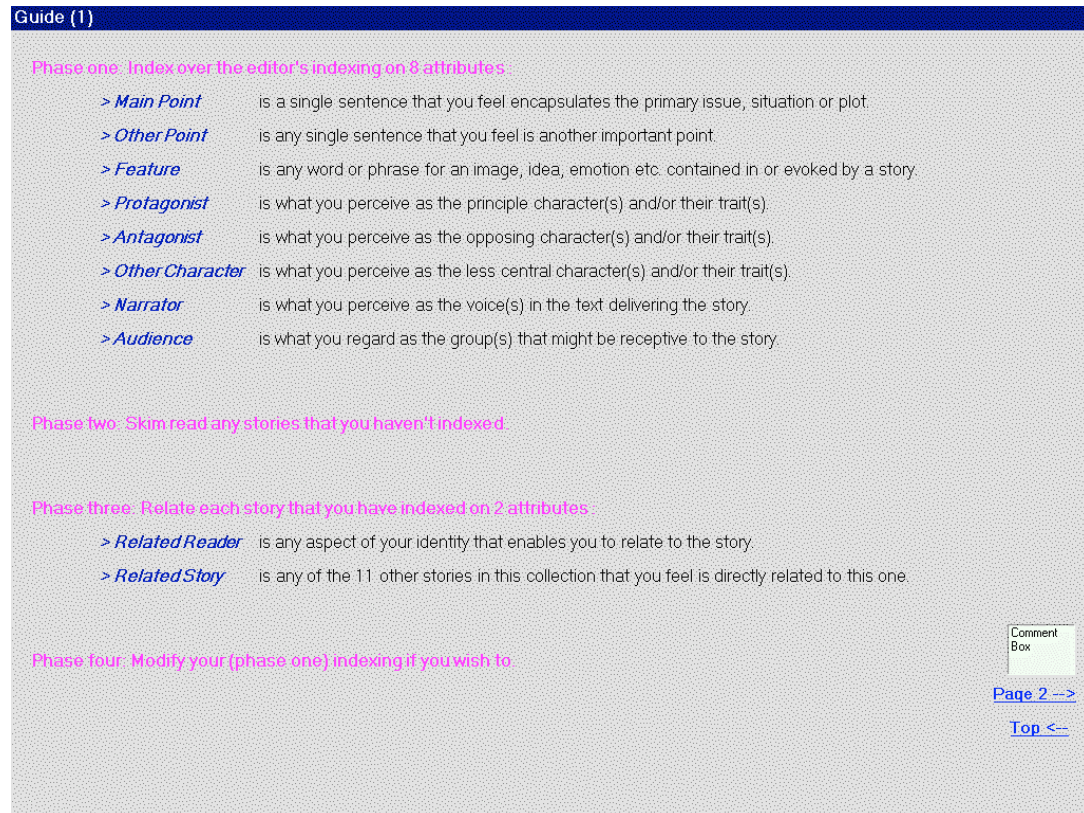 Guide (1)
Phase one: Index over the editor's indexing on 8 attributes :
> Main Point is a single sentence that you feel encapsulates the primary issue, situation or plot.
> Other Point is any single sentence that you feel is another important point.
> Feature is any word or phrase for an image, idea, emotion etc. contained in or evoked by a story.
> Protagonist is what you perceive as the principle character(s) and/or their trait(s).
> Antagonist is what you perceive as the opposing character(s) and/or their trait(s).
> Other Character is what you perceive as the less central character(s) and/or their trait(s).
> Narrator is what you perceive as the voice(s) in the text delivering the story.
> Audience is what you regard as the group(s) that might be receptive to the story.
Phase two: Skim read any stories that you haven't indexed.
Phase three: Relate each story that you have indexed on 2 attributes :
> Related Reader is any aspect of your identity that enables you to relate to the story.
> Related Story is any of the 11 other stories in this collection that you feel is directly related to this one.
Phase four: Modify your (phase one) indexing if you wish to.
Comment
Box
Page 2 -->
Top <--